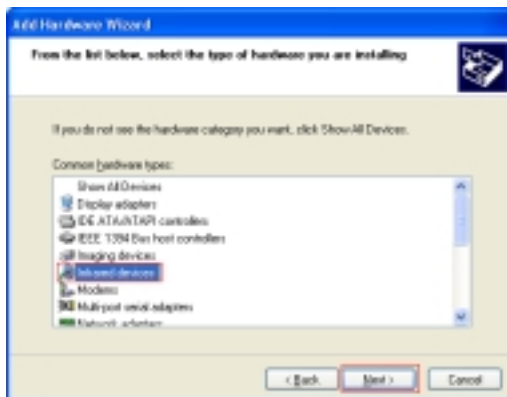 Add Hardware Wizard
From the list below, select the type of hardware you are installing
If you do not see the hardware category you want, click Show All Devices.
Common hardware types:
Show All Devices
Display adapters
IDE ATA/ATAPI controllers
IEEE 1394 Bus host controllers
Imaging devices
Infrared devices
Modems
Multi-port serial adapters
Network adapters
< Back
Next >
Cancel